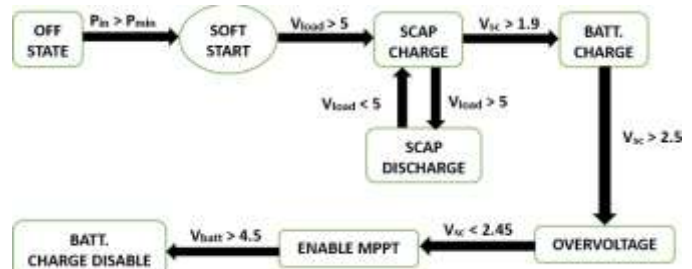 OFF
STATE
Pin > Pmin
SOFT
START
Vload > 5
SCAP
CHARGE
Vsc > 1.9
BATT.
CHARGE
Vload < 5
Vload > 5
SCAP
DISCHARGE
Vsc > 2.5
BATT.
CHARGE DISABLE
Vbatt > 4.5
ENABLE MPPT
Vsc < 2.45
OVERVOLTAGE